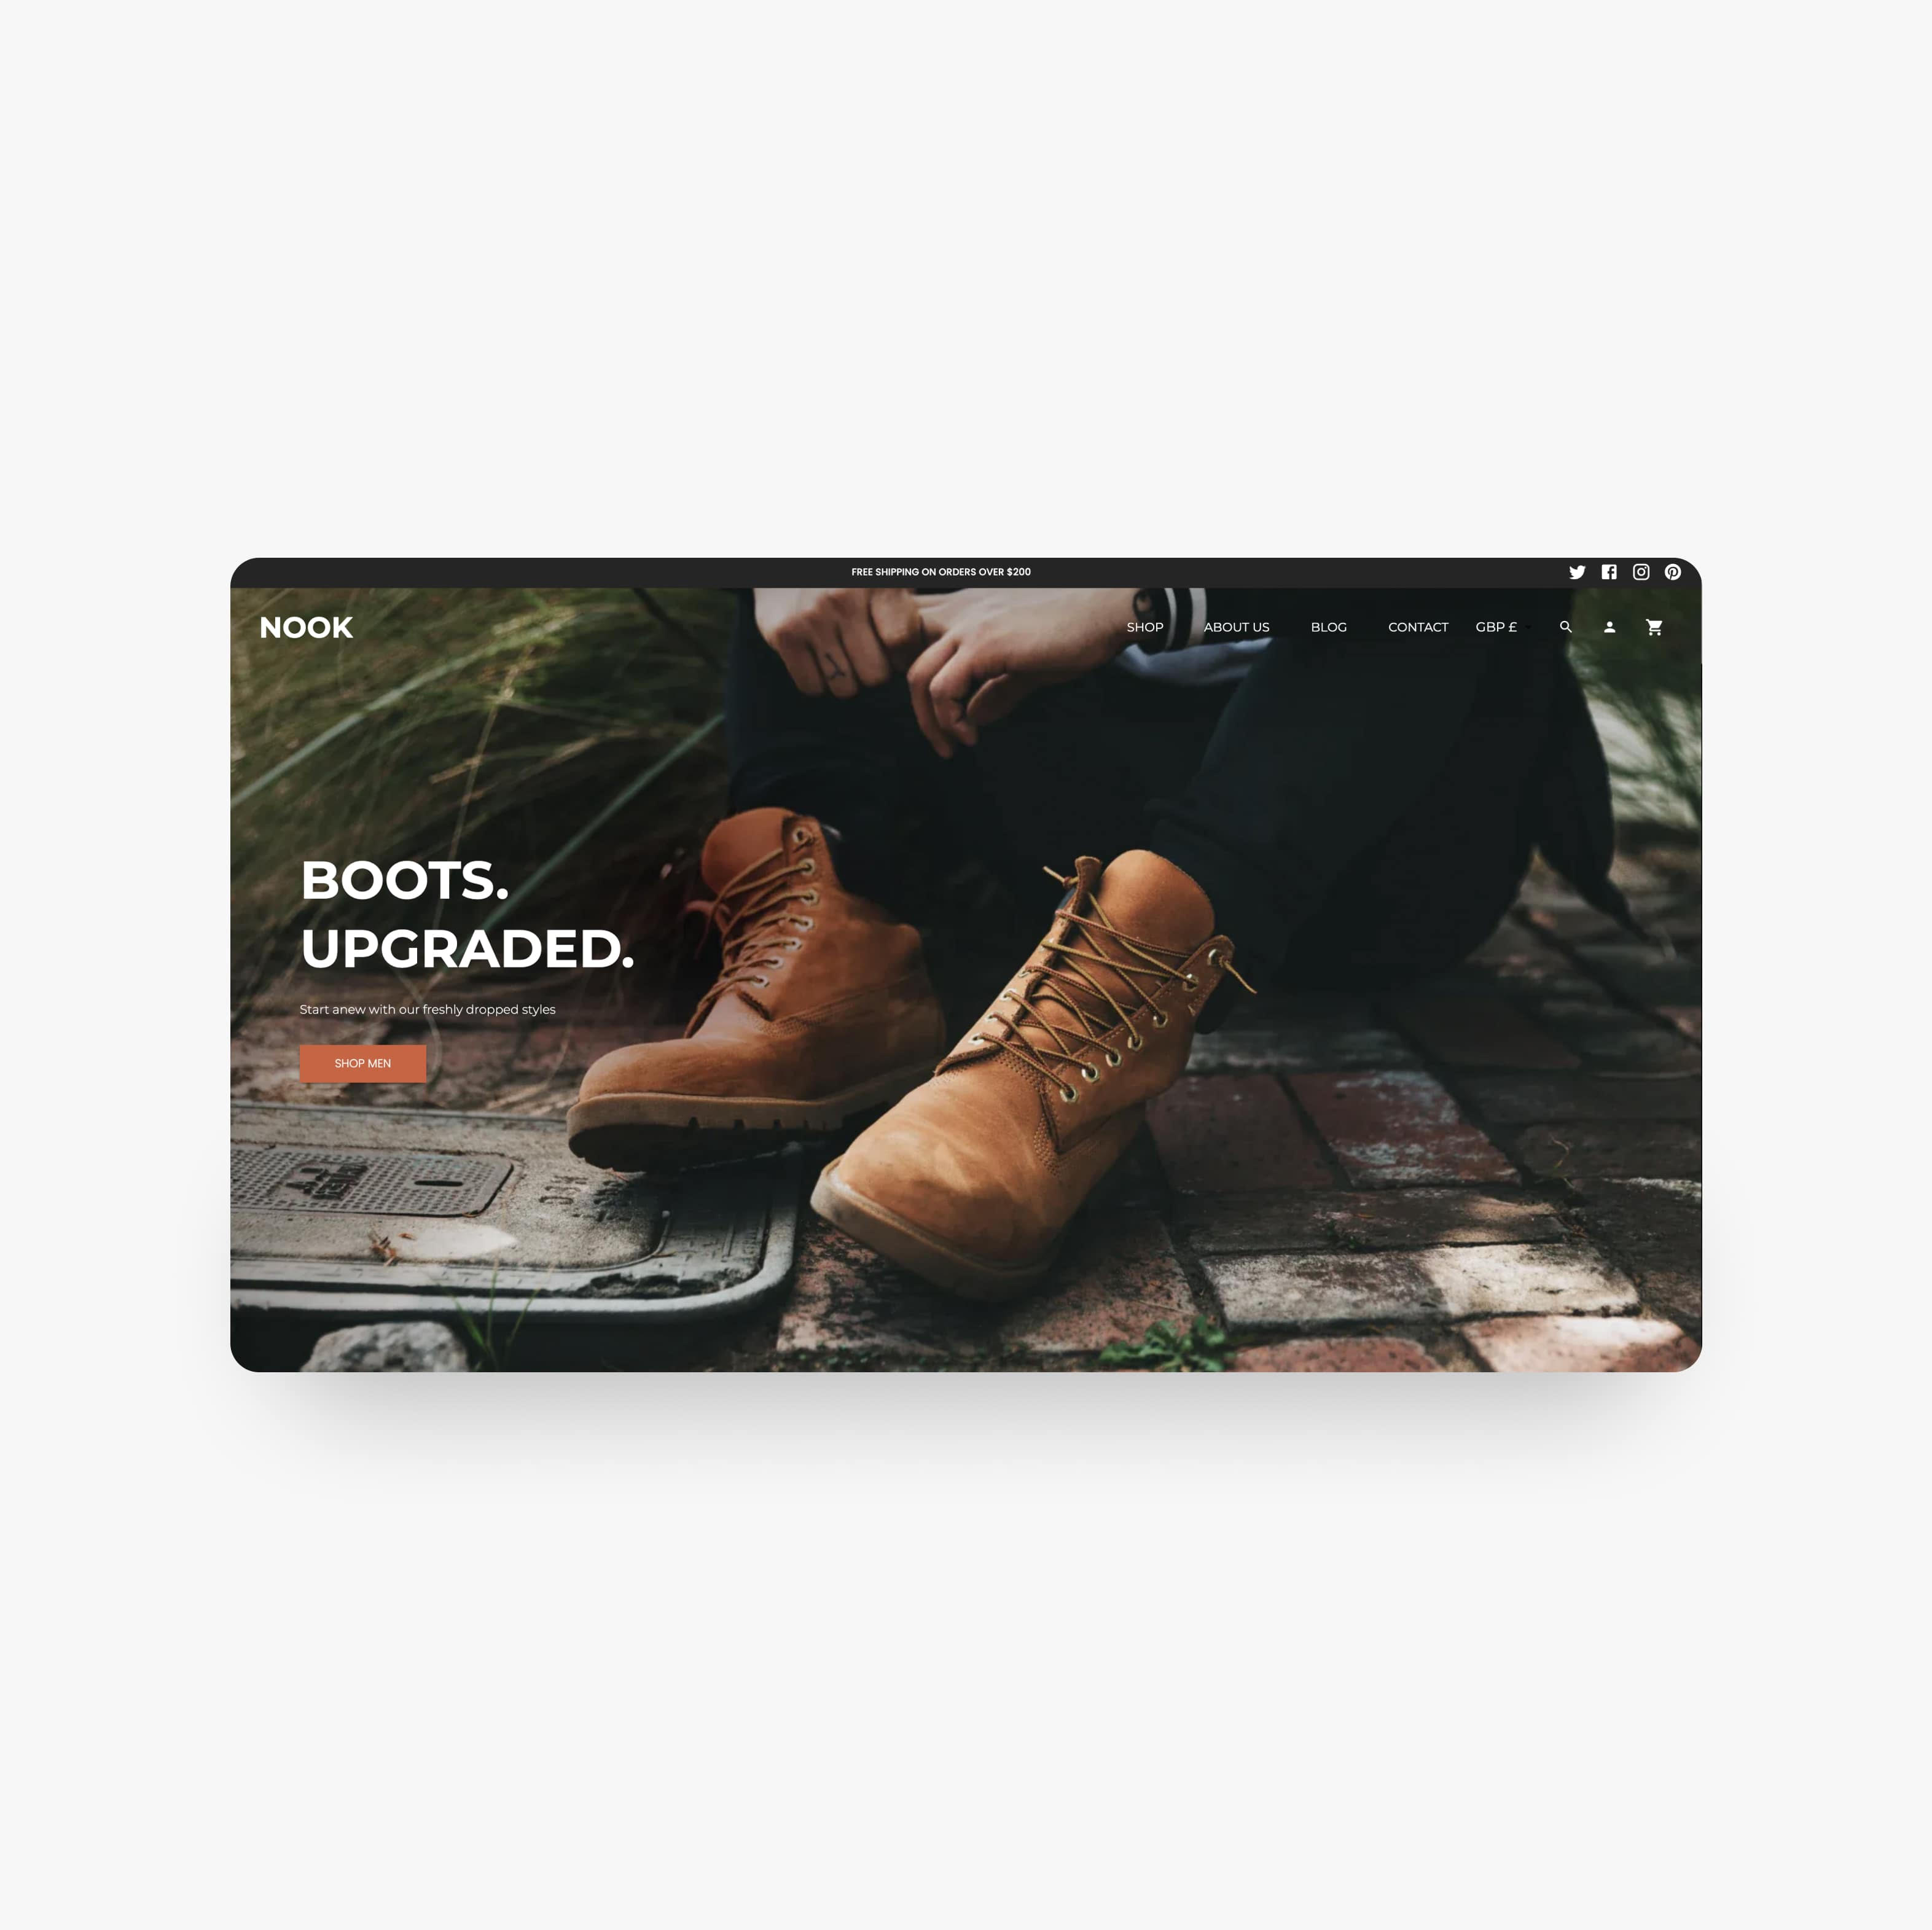 FREE SHIPPING ON ORDERS OVER $200
NOOK
SHOP ABOUT US BLOG CONTACT GBP £
BOOTS.
UPGRADED.
Start anew with our freshly dropped styles
SHOP MEN